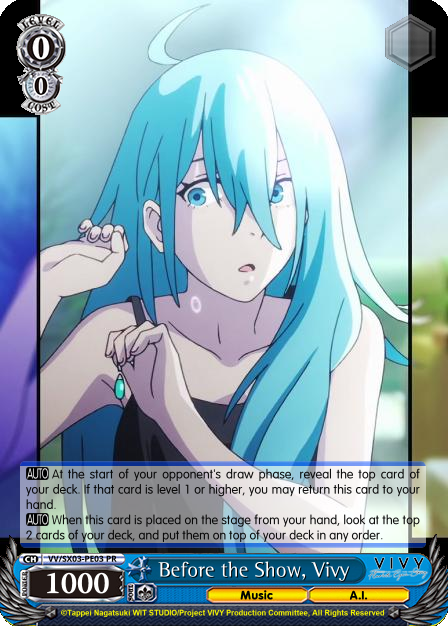 LEVEL
0
0
COST
AUTO At the start of your opponent's draw phase, reveal the top card of
your deck. If that card is level 1 or higher, you may return this card to your
hand.
AUTO When this card is placed on the stage from your hand, look at the top
2 cards of your deck, and put them on top of your deck in any order.
CH VV/SX03-PE03 PR
POWER
1000
SOUL
Before the Show, Vivy
VIVY
Music
A.I.
©Tappei Nagatsuki WIT STUDIO/Project VIVY Production Committee, All Rights Reserved